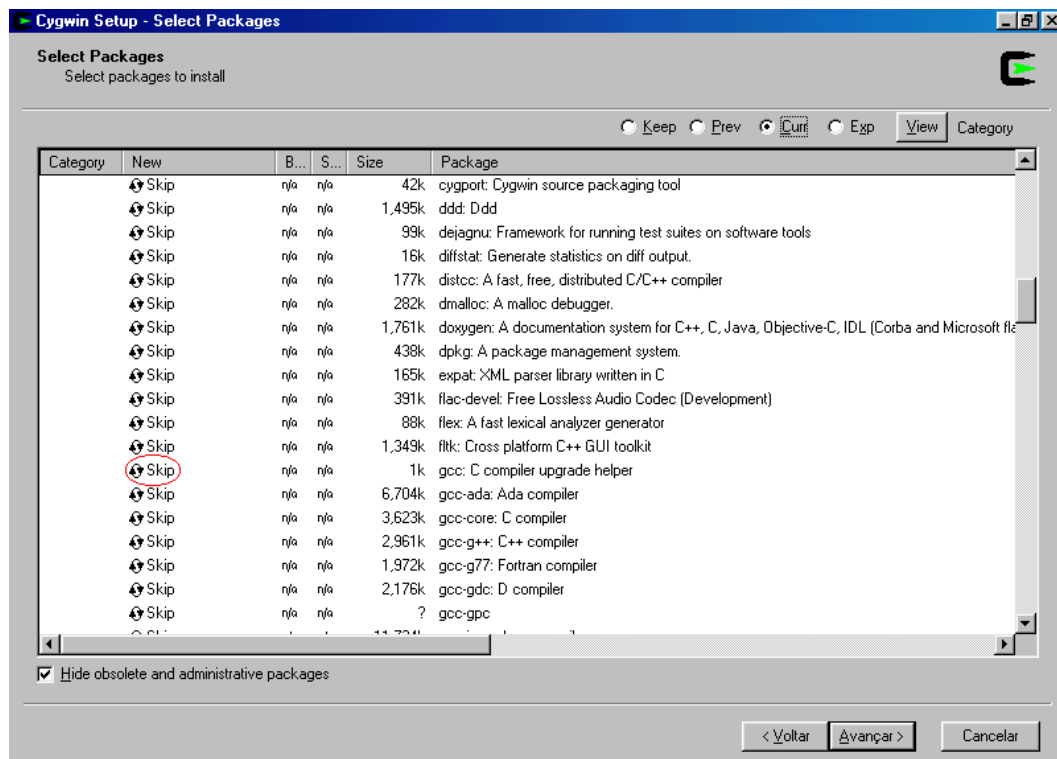 Cygwin Setup - Select Packages
Select Packages
Select packages to install
Keep Prev Curr Exp View Category
Category New B... S... Size Package
Skip n/a n/a 42k cygport: Cygwin source packaging tool
Skip n/a n/a 1,495k ddd: Ddd
Skip n/a n/a 99k dejagnu: Framework for running test suites on software tools
Skip n/a n/a 16k diffstat: Generate statistics on diff output.
Skip n/a n/a 177k distcc: A fast, free, distributed C/C++ compiler
Skip n/a n/a 282k dmalloc: A malloc debugger.
Skip n/a n/a 1,761k doxygen: A documentation system for C++, C, Java, Objective-C, IDL (Corba and Microsoft fla
Skip n/a n/a 438k dpkg: A package management system.
Skip n/a n/a 165k expat: XML parser library written in C
Skip n/a n/a 391k flac-devel: Free Lossless Audio Codec (Development)
Skip n/a n/a 88k flex: A fast lexical analyzer generator
Skip n/a n/a 1,349k fltk: Cross platform C++ GUI toolkit
Skip n/a n/a 1k gcc: C compiler upgrade helper
Skip n/a n/a 6,704k gcc-ada: Ada compiler
Skip n/a n/a 3,623k gcc-core: C compiler
Skip n/a n/a 2,961k gcc-g++: C++ compiler
Skip n/a n/a 1,972k gcc-g77: Fortran compiler
Skip n/a n/a 2,176k gcc-gdc: D compiler
Skip n/a n/a ? gcc-gpc
Hide obsolete and administrative packages
< Voltar Avançar > Cancelar